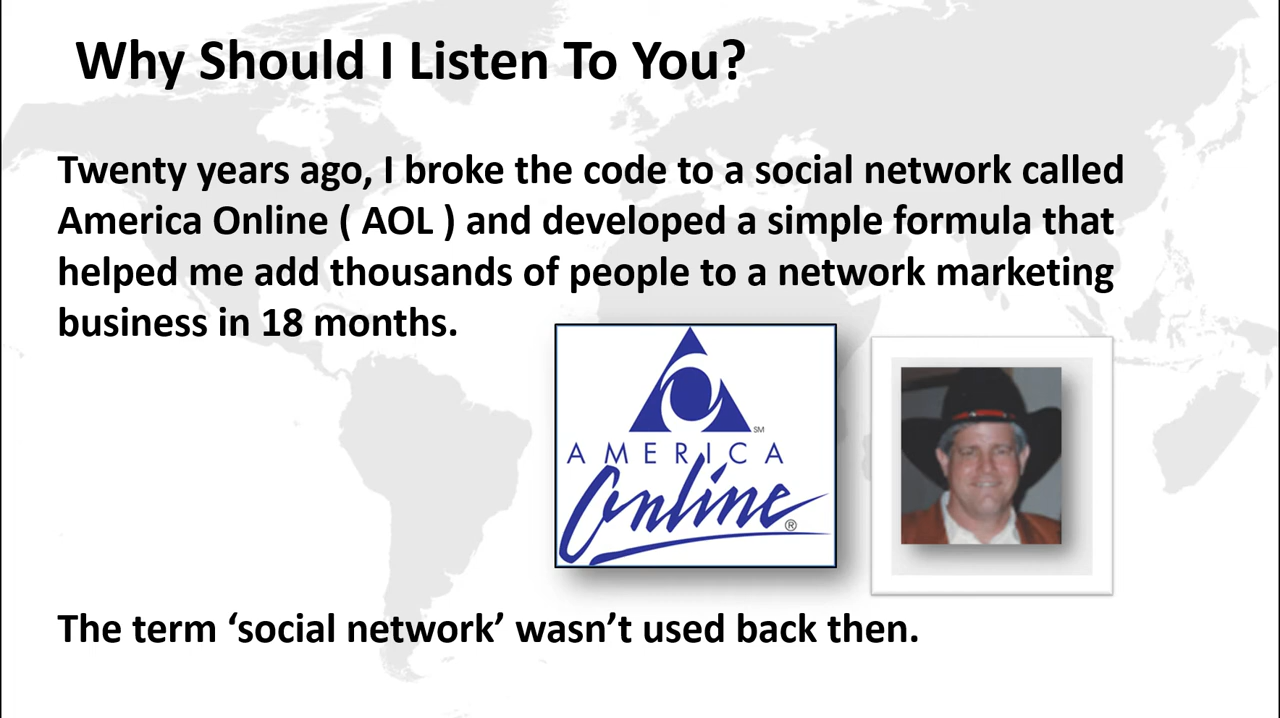 Why Should I Listen To You?
Twenty years ago, I broke the code to a social network called
America Online ( AOL ) and developed a simple formula that
helped me add thousands of people to a network marketing
business in 18 months.
SM
AMERICA
Online
®
The term ‘social network’ wasn’t used back then.